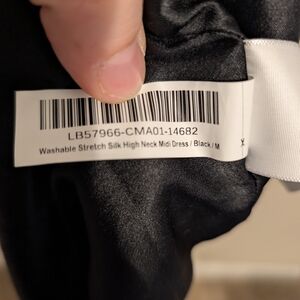 LB57966-CMA01-14682
Washable Stretch Silk High Neck Midi Dress / Black / M
X